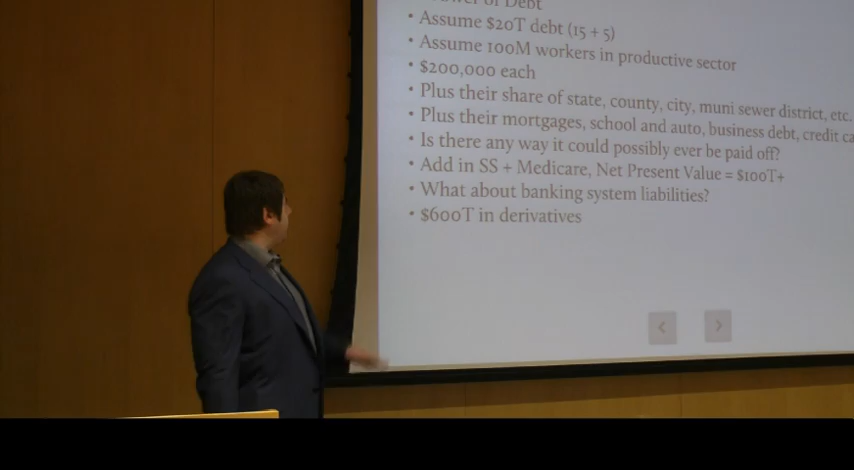 of Debt
• Assume $20T debt (15 + 5)
• Assume 100M workers in productive sector
• $200,000 each
• Plus their share of state, county, city, muni sewer district, etc.
• Plus their mortgages, school and auto, business debt, credit
• Is there any way it could possibly ever be paid off?
• Add in SS + Medicare, Net Present Value = $100T+
• What about banking system liabilities?
• $600T in derivatives